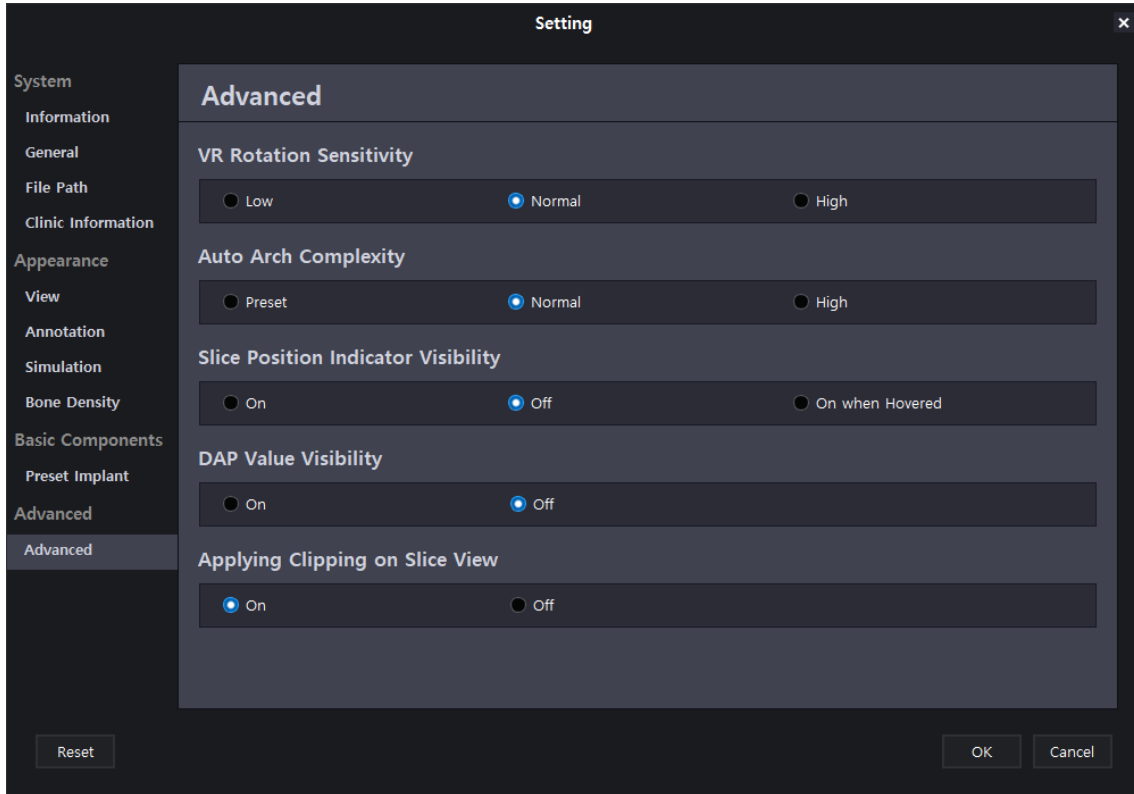 Setting
System
Information
General
File Path
Clinic Information
Appearance
View
Annotation
Simulation
Bone Density
Basic Components
Preset Implant
Advanced
Advanced
Advanced
VR Rotation Sensitivity
Low Normal High
Auto Arch Complexity
Preset Normal High
Slice Position Indicator Visibility
On Off On when Hovered
DAP Value Visibility
On Off
Applying Clipping on Slice View
On Off
Reset OK Cancel